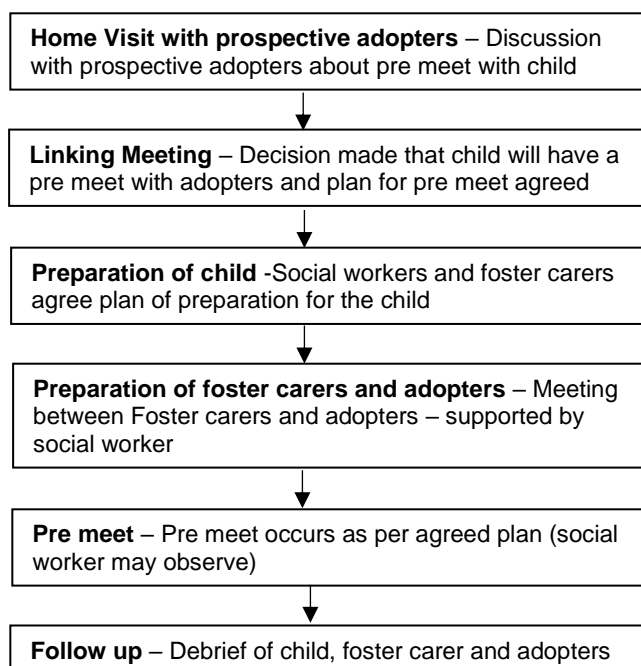 Home Visit with prospective adopters – Discussion
with prospective adopters about pre meet with child
Linking Meeting – Decision made that child will have a
pre meet with adopters and plan for pre meet agreed
Preparation of child -Social workers and foster carers
agree plan of preparation for the child
Preparation of foster carers and adopters – Meeting
between Foster carers and adopters – supported by
social worker
Pre meet – Pre meet occurs as per agreed plan (social
worker may observe)
Follow up – Debrief of child, foster carer and adopters